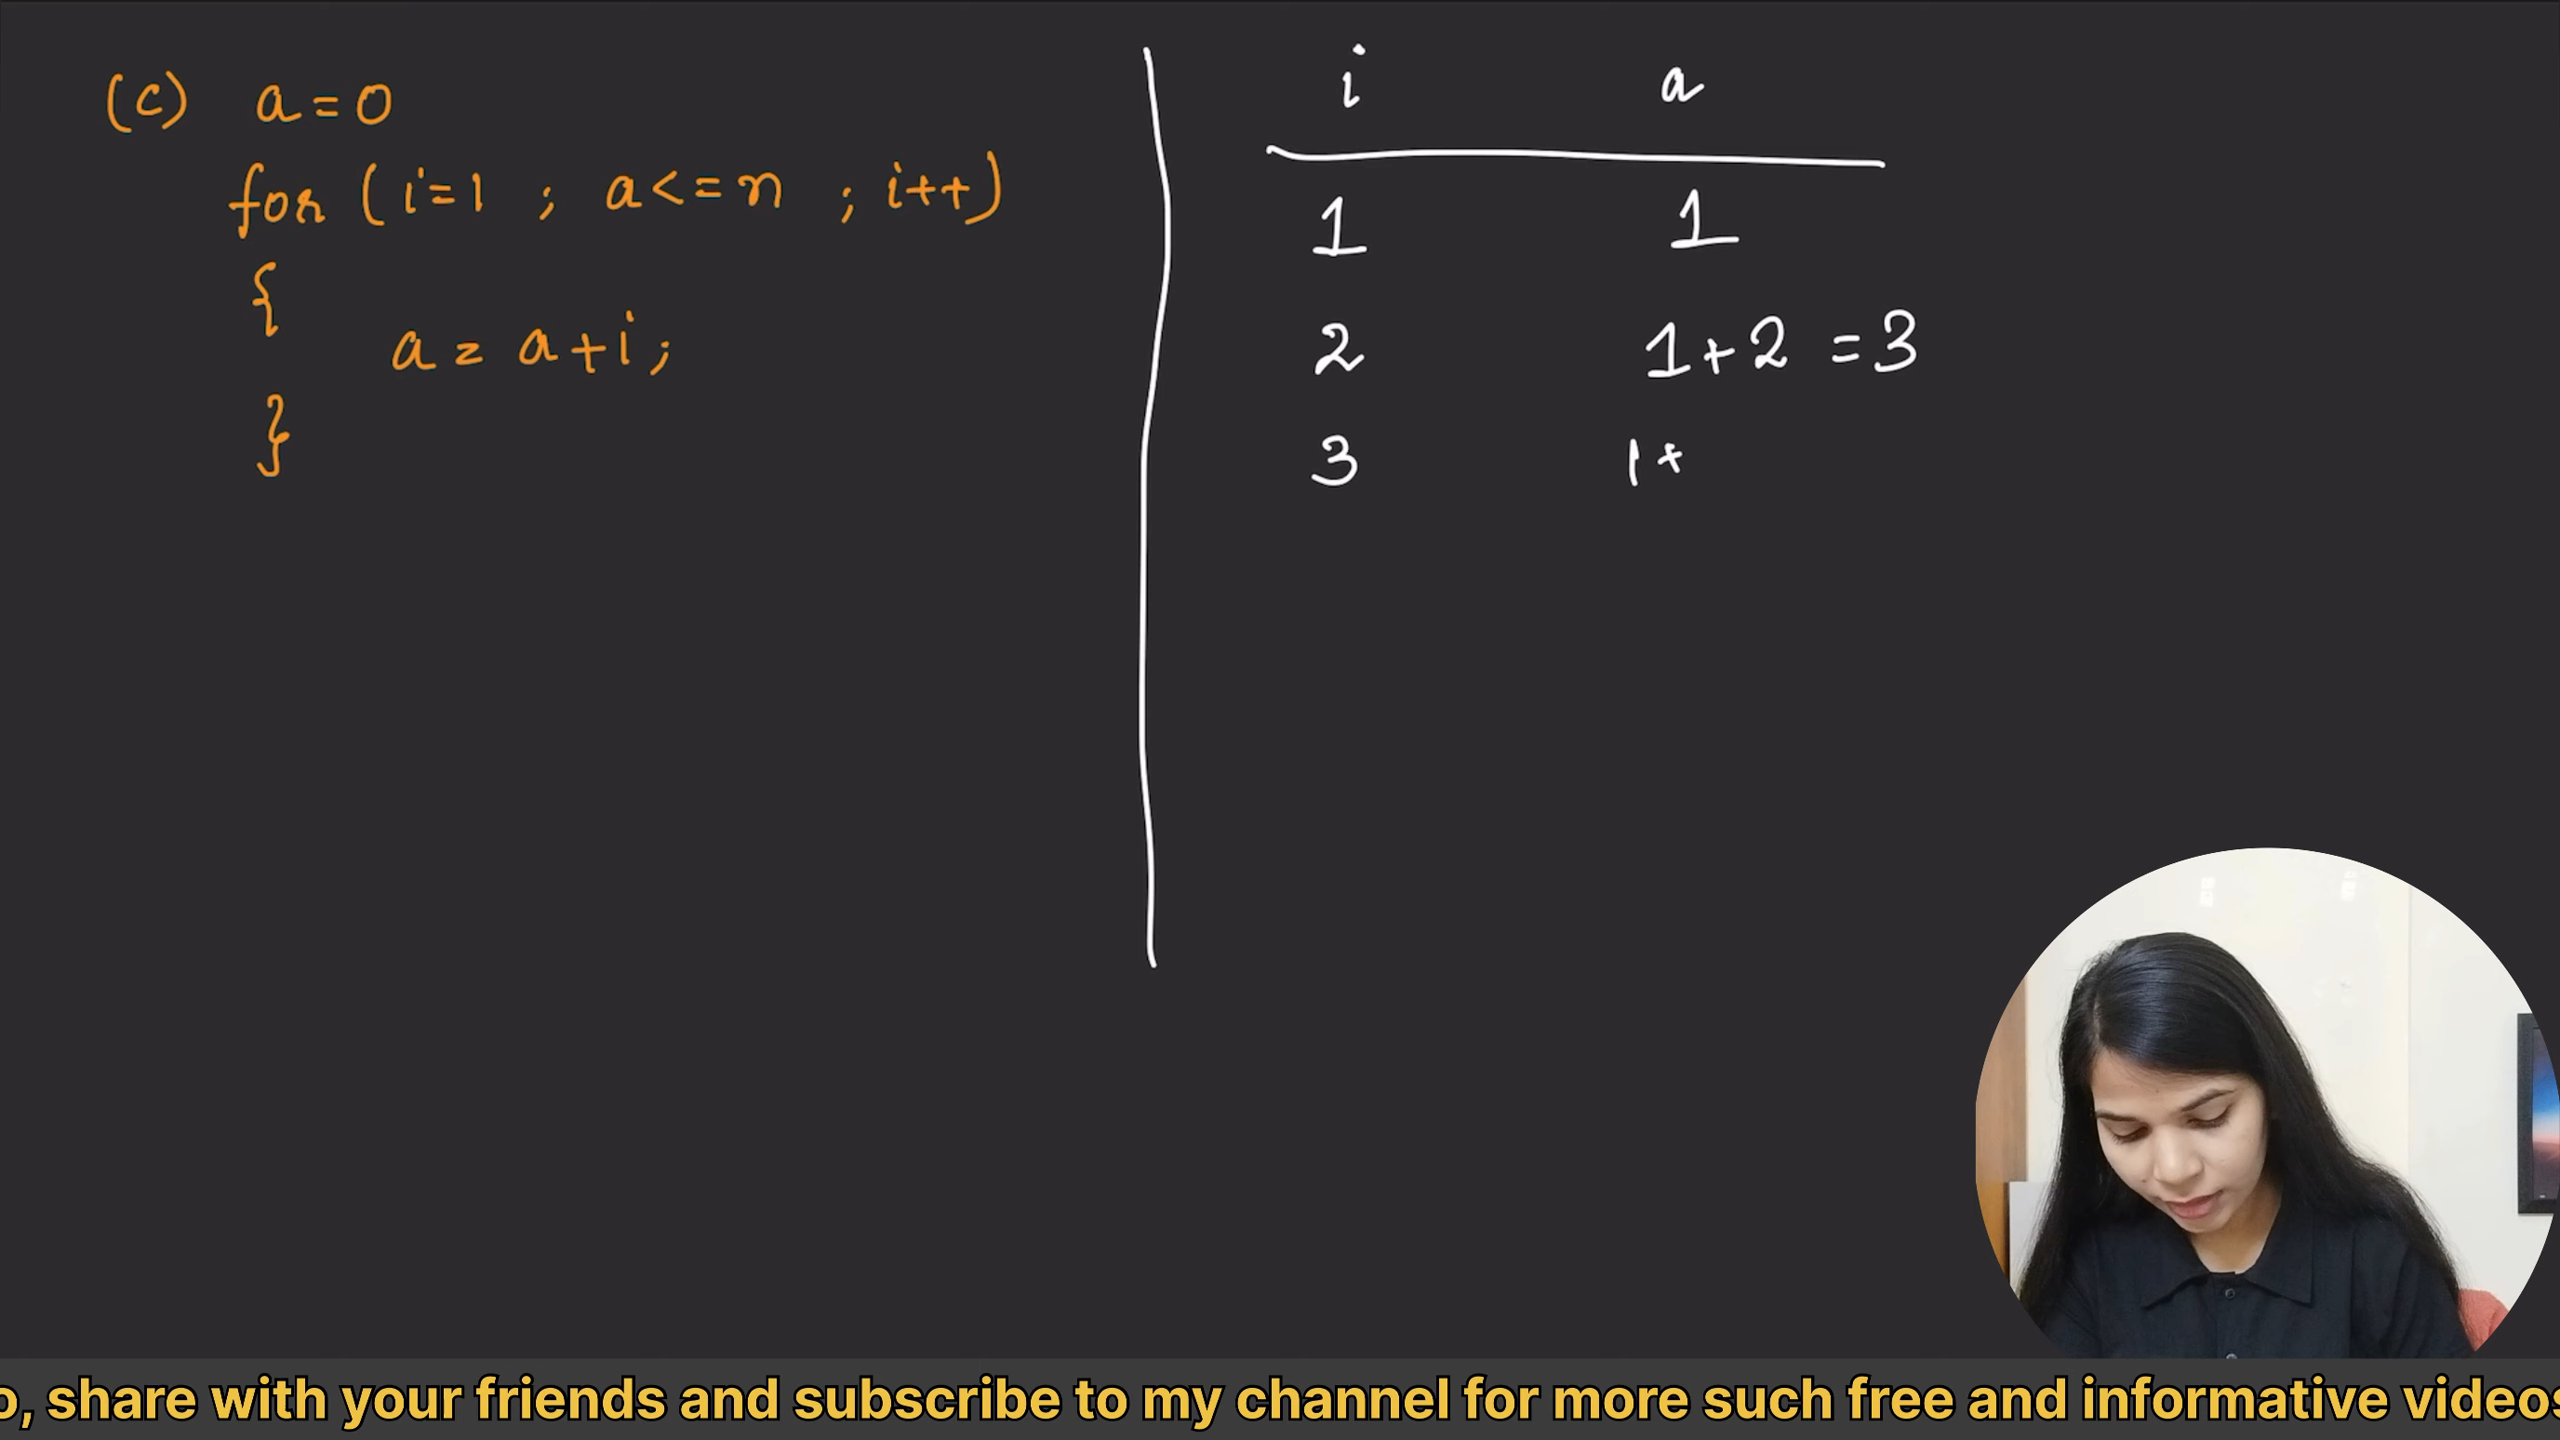 (c) a=0
for (i=1 ; a<=n ; i++)
{
a = a+i;
}
i a
1 1
2 1+2 =3
3 1+
o, share with your friends and subscribe to my channel for more such free and informative videos